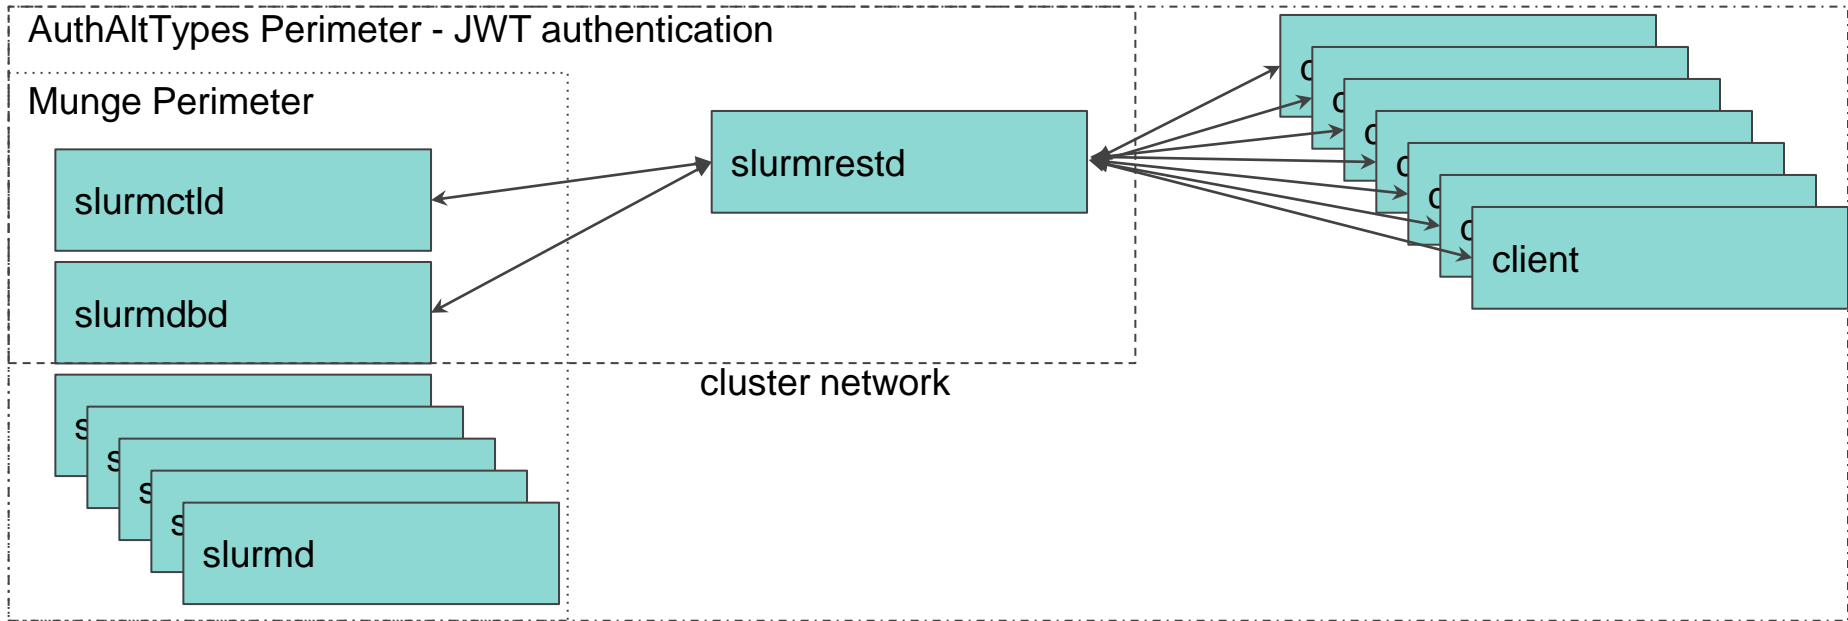 AuthAltTypes Perimeter - JWT authentication
Munge Perimeter
slurmctld
slurmdbd
slurmrestd
cluster network
c
c
c
c
c
c
client
s
s
s
s
slurmd